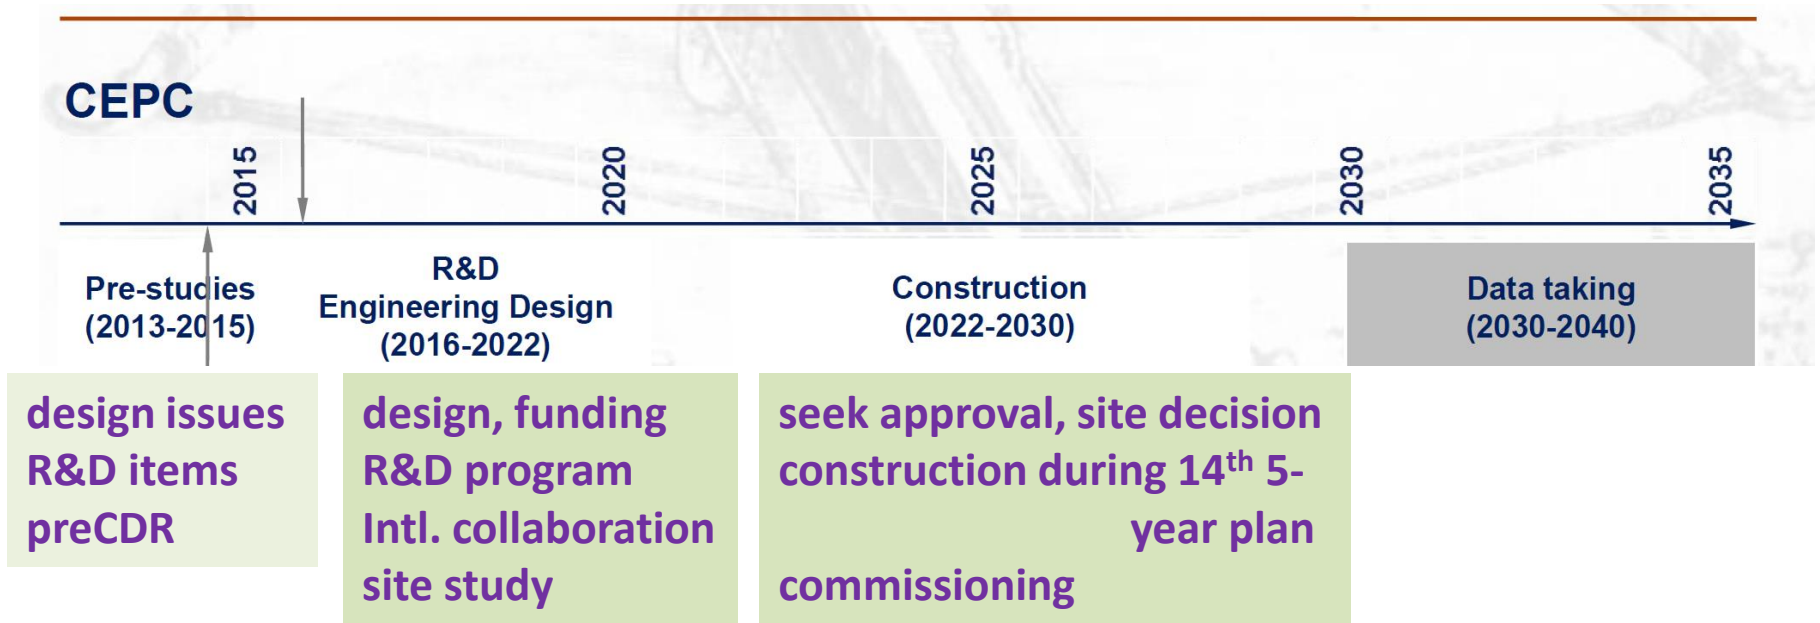 CEPC
2015
2020
2025
2030
2035
Pre-studies
(2013-2015)
R&D
Engineering Design
(2016-2022)
Construction
(2022-2030)
Data taking
(2030-2040)
design issues
R&D items
preCDR
design, funding
R&D program
Intl. collaboration
site study
seek approval, site decision
construction during 14th 5-
year plan
commissioning